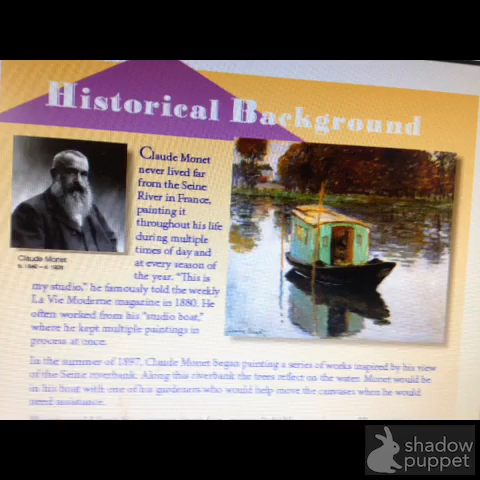 Historical Background
Claude Monet
never lived far
from the Seine
River in France,
painting it
throughout his life
during multiple
times of day and
at every season of
the year. "This is
my studio," he famously told the weekly
La Vie Moderne magazine in 1880. He
often worked from his "studio boat,"
where he kept multiple paintings in
process at once.
Claude Monet
In the summer of 1897, Claude Monet began painting a series of works inspired by his view
of the Seine riverbank. Along this riverbank the trees reflect on the water. Monet would be
in his boat with one of his gardeners who would help move the canvases when he would
need assistance.
shadow
puppet